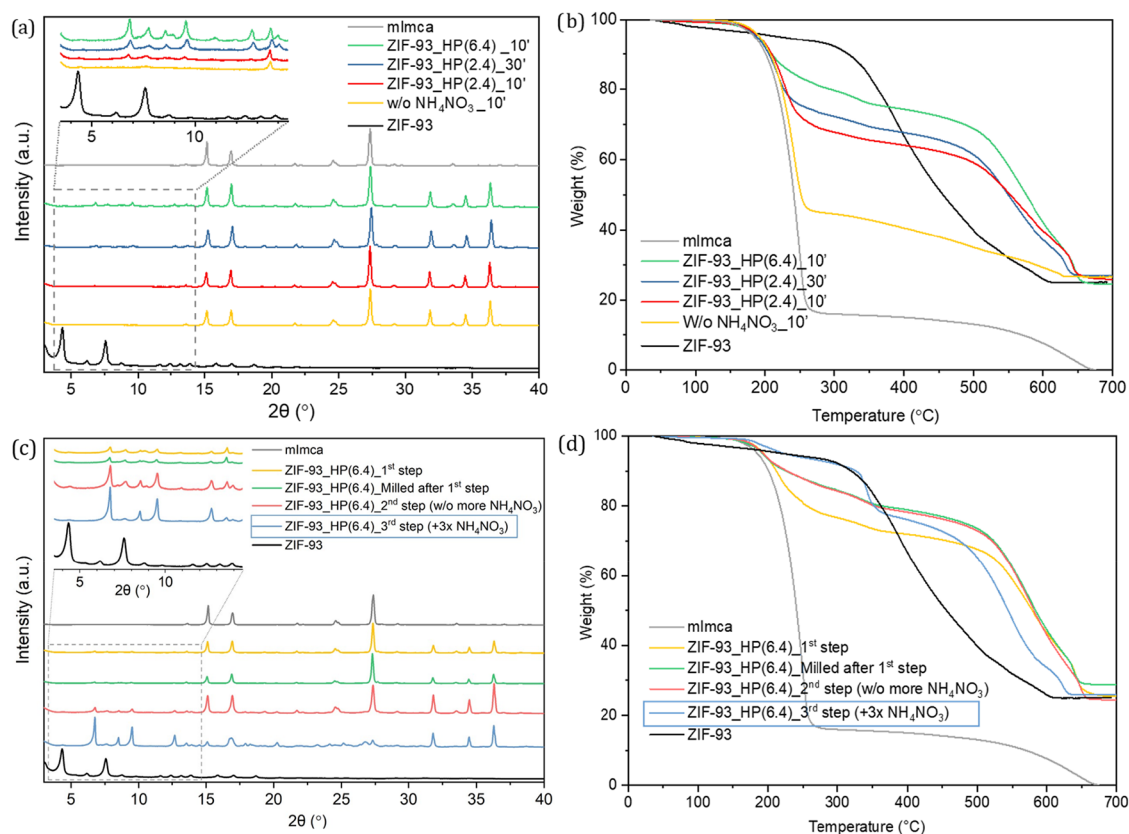 (a)
mImca
ZIF-93_HP(6.4) _10'
ZIF-93_HP(2.4)_30'
ZIF-93_HP(2.4)_10'
w/o NH₄NO₃_10'
ZIF-93
5 10
Intensity (a.u.)
5 10 15 20 25 30 35 40
2θ (°)
(b)
100
80
60
40
20
0
Weight (%)
mImca
ZIF-93_HP(6.4)_10'
ZIF-93_HP(2.4)_30'
ZIF-93_HP(2.4)_10'
W/o NH₄NO₃_10'
ZIF-93
0 100 200 300 400 500 600 700
Temperature (°C)
(c)
mImca
ZIF-93_HP(6.4)_1ˢᵗ step
ZIF-93_HP(6.4)_Milled after 1ˢᵗ step
ZIF-93_HP(6.4)_2ⁿᵈ step (w/o more NH₄NO₃)
ZIF-93_HP(6.4)_3ʳᵈ step (+3x NH₄NO₃)
ZIF-93
5 10
2θ (°)
Intensity (a.u.)
5 10 15 20 25 30 35 40
2θ (°)
(d)
100
80
60
40
20
0
Weight (%)
mImca
ZIF-93_HP(6.4)_1ˢᵗ step
ZIF-93_HP(6.4)_Milled after 1ˢᵗ step
ZIF-93_HP(6.4)_2ⁿᵈ step (w/o more NH₄NO₃)
ZIF-93_HP(6.4)_3ʳᵈ step (+3x NH₄NO₃)
ZIF-93
0 100 200 300 400 500 600 700
Temperature (°C)